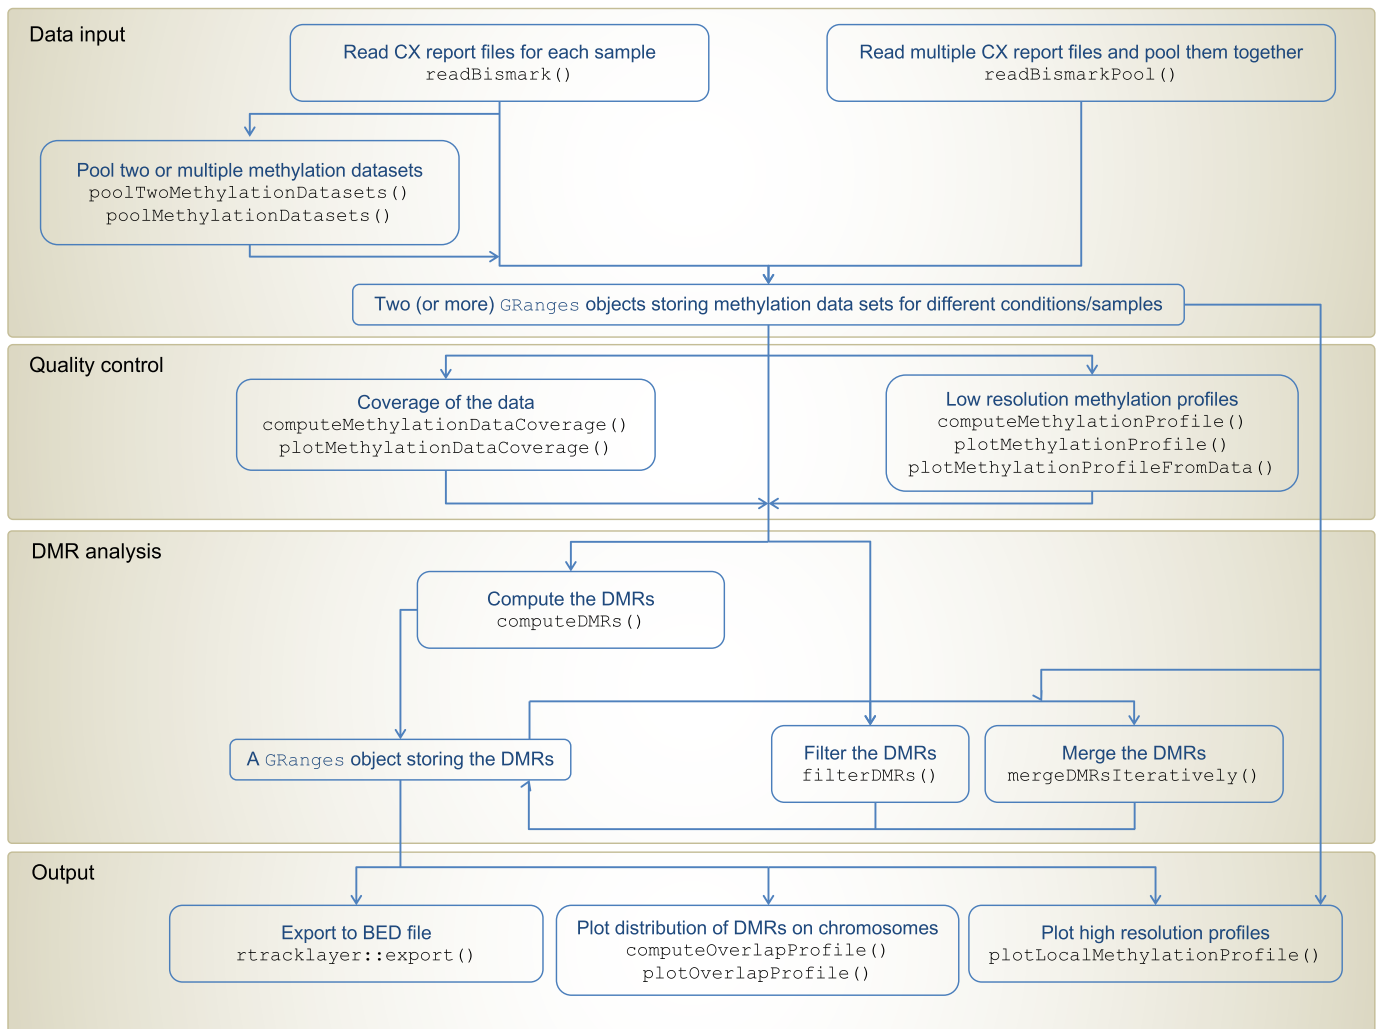 Data input
Read CX report files for each sample
readBismark()
Read multiple CX report files and pool them together
readBismarkPool()
Pool two or multiple methylation datasets
poolTwoMethylationDatasets()
poolMethylationDatasets()
Two (or more) GRanges objects storing methylation data sets for different conditions/samples
Quality control
Coverage of the data
computeMethylationDataCoverage()
plotMethylationDataCoverage()
Low resolution methylation profiles
computeMethylationProfile()
plotMethylationProfile()
plotMethylationProfileFromData()
DMR analysis
Compute the DMRs
computeDMRs()
A GRanges object storing the DMRs
Filter the DMRs
filterDMRs()
Merge the DMRs
mergeDMRsIteratively()
Output
Export to BED file
rtracklayer::export()
Plot distribution of DMRs on chromosomes
computeOverlapProfile()
plotOverlapProfile()
Plot high resolution profiles
plotLocalMethylationProfile()